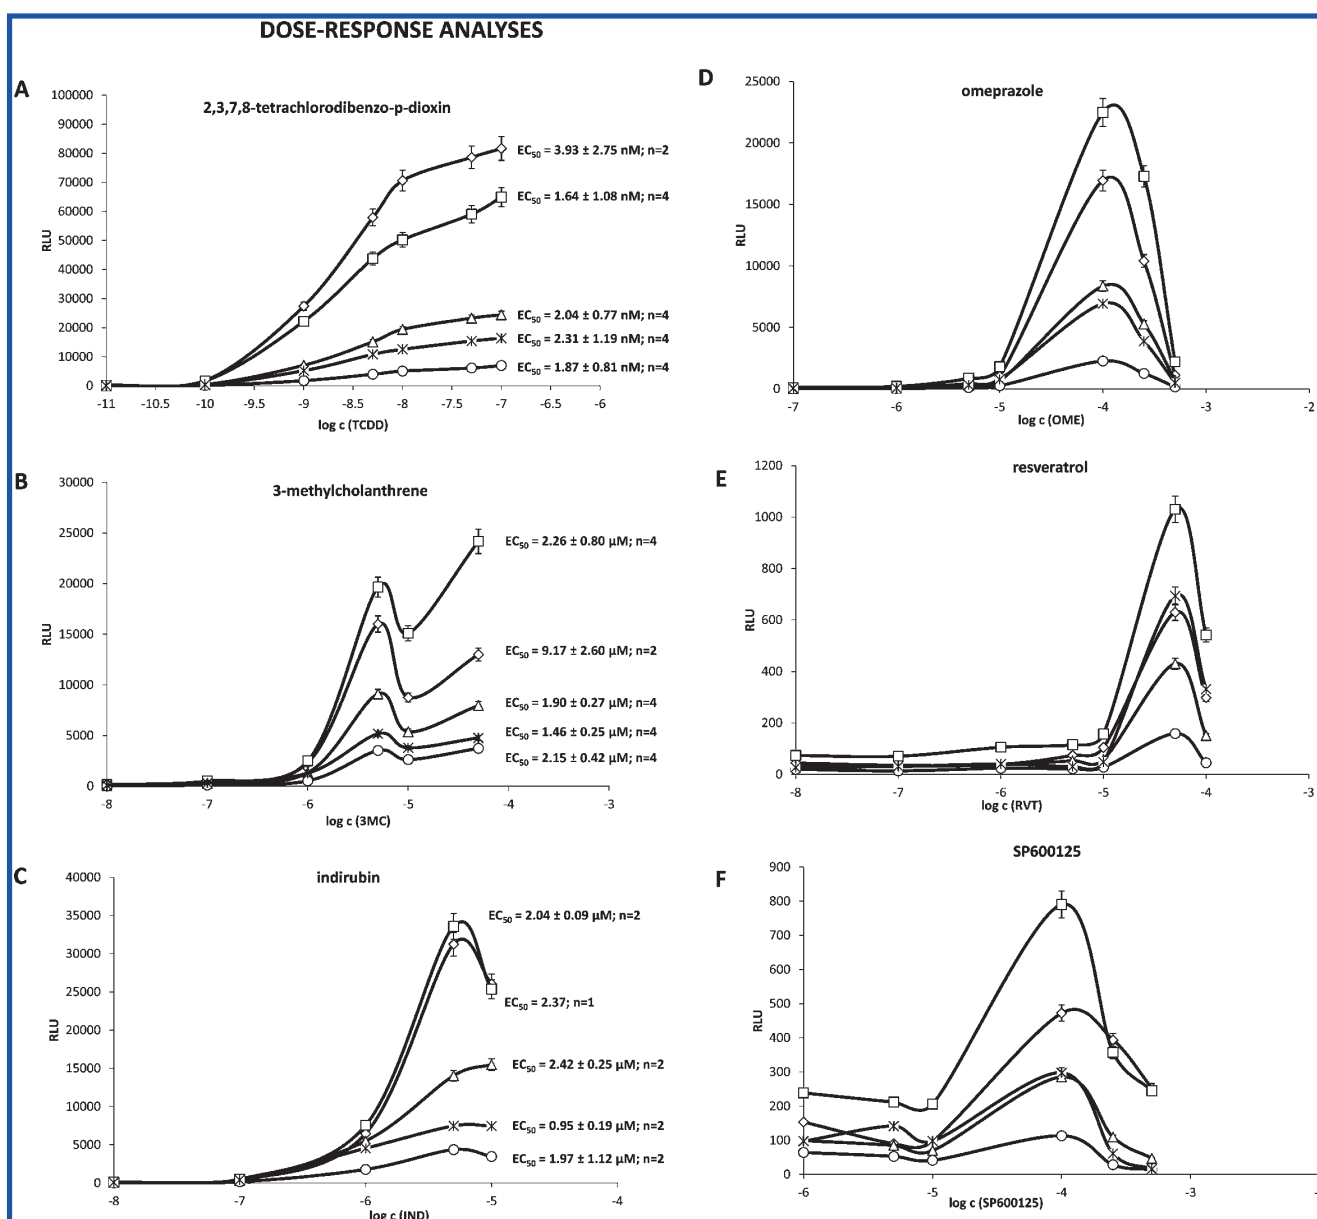 DOSE-RESPONSE ANALYSES
A
2,3,7,8-tetrachlorodibenzo-p-dioxin
100000
90000
80000
70000
60000
50000
40000
30000
20000
10000
0
RLU
EC50 = 3.93 ± 2.75 nM; n=2
EC50 = 1.64 ± 1.08 nM; n=4
EC50 = 2.04 ± 0.77 nM; n=4
EC50 = 2.31 ± 1.19 nM; n=4
EC50 = 1.87 ± 0.81 nM; n=4
-11 -10.5 -10 -9.5 -9 -8.5 -8 -7.5 -7 -6.5 -6
log c (TCDD)
B
3-methylcholanthrene
30000
25000
20000
15000
10000
5000
0
RLU
EC50 = 2.26 ± 0.80 µM; n=4
EC50 = 9.17 ± 2.60 µM; n=2
EC50 = 1.90 ± 0.27 µM; n=4
EC50 = 1.46 ± 0.25 µM; n=4
EC50 = 2.15 ± 0.42 µM; n=4
-8 -7 -6 -5 -4 -3
log c (3MC)
C
indirubin
40000
35000
30000
25000
20000
15000
10000
5000
0
RLU
EC50 = 2.04 ± 0.09 µM; n=2
EC50 = 2.37; n=1
EC50 = 2.42 ± 0.25 µM; n=2
EC50 = 0.95 ± 0.19 µM; n=2
EC50 = 1.97 ± 1.12 µM; n=2
-8 -7 -6 -5 -4
log c (IND)
D
omeprazole
25000
20000
15000
10000
5000
0
RLU
-7 -6 -5 -4 -3 -2
log c (OME)
E
resveratrol
1200
1000
800
600
400
200
0
RLU
-8 -7 -6 -5 -4 -3
log c (RVT)
F
SP600125
900
800
700
600
500
400
300
200
100
0
RLU
-6 -5 -4 -3
log c (SP600125)